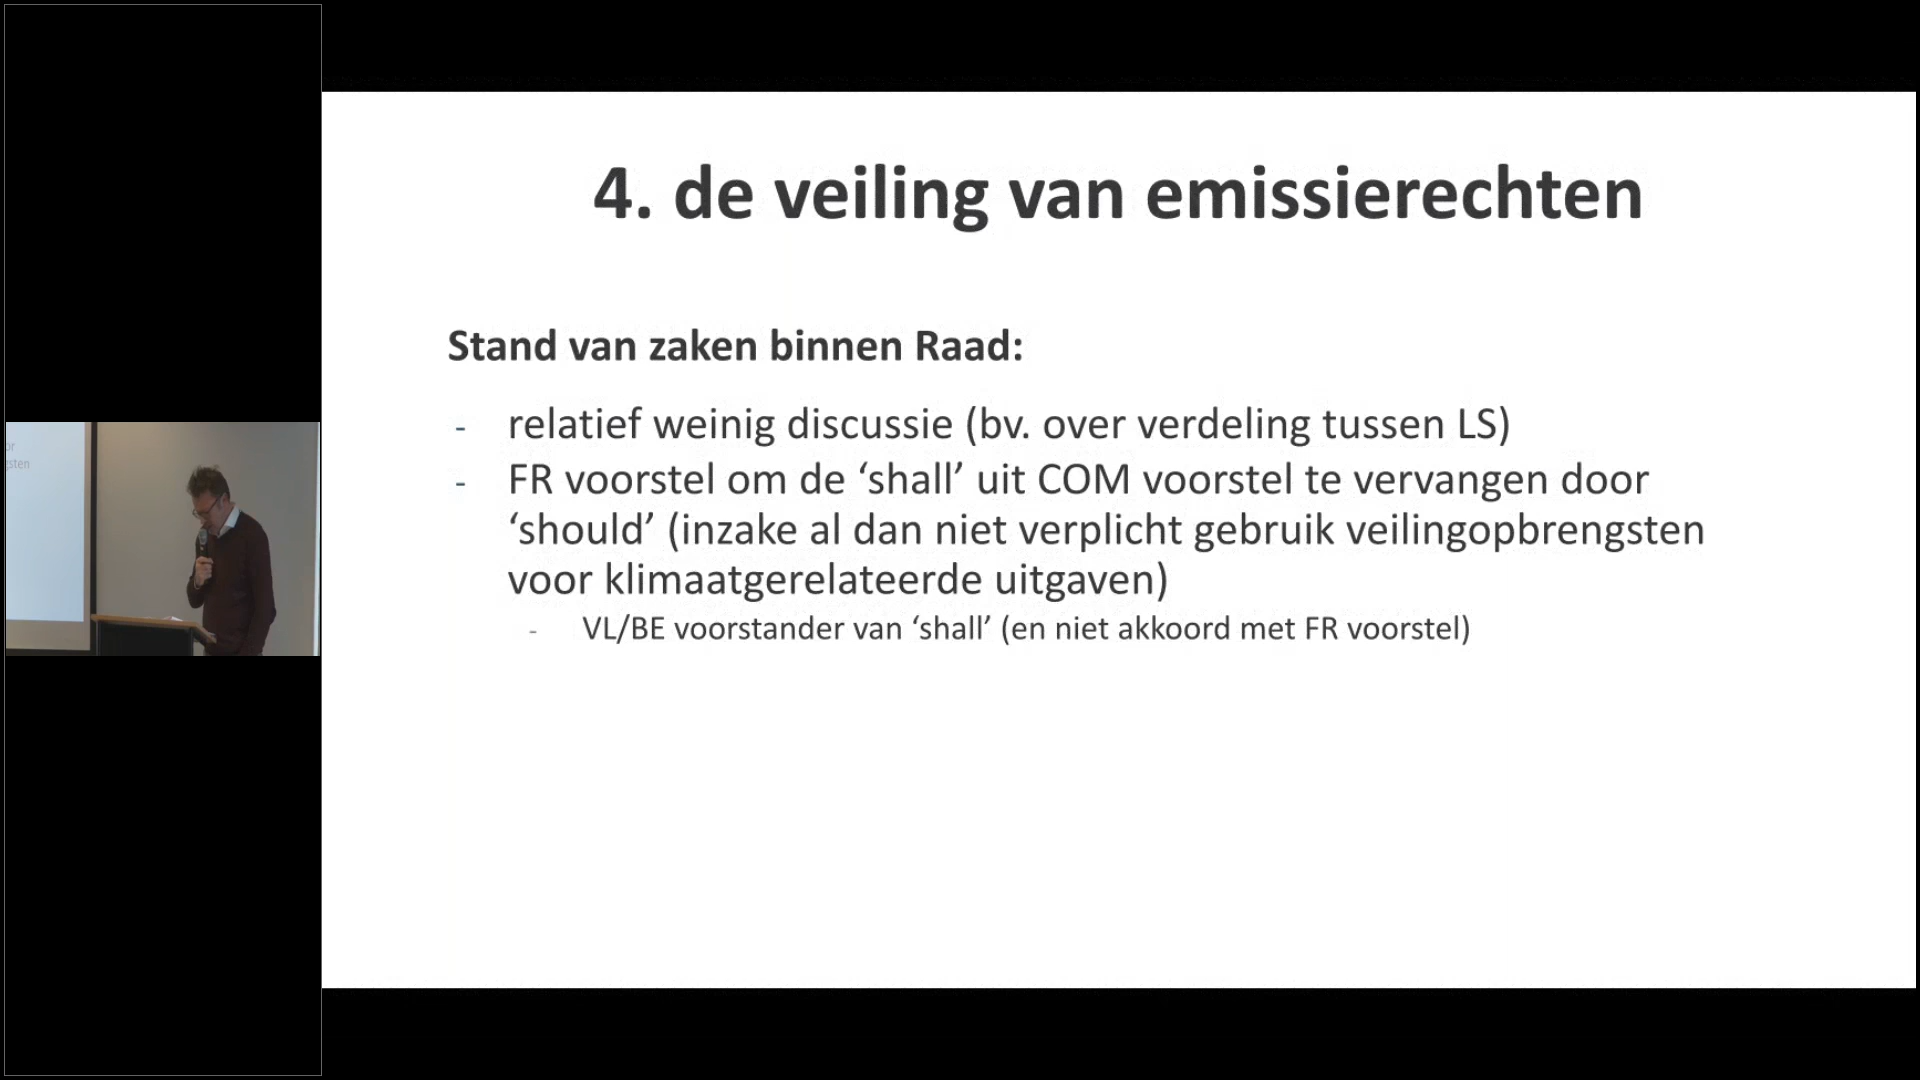 4. de veiling van emissierechten
Stand van zaken binnen Raad:
- relatief weinig discussie (bv. over verdeling tussen LS)
- FR voorstel om de ‘shall’ uit COM voorstel te vervangen door
‘should’ (inzake al dan niet verplicht gebruik veilingopbrengsten
voor klimaatgerelateerde uitgaven)
- VL/BE voorstander van ‘shall’ (en niet akkoord met FR voorstel)